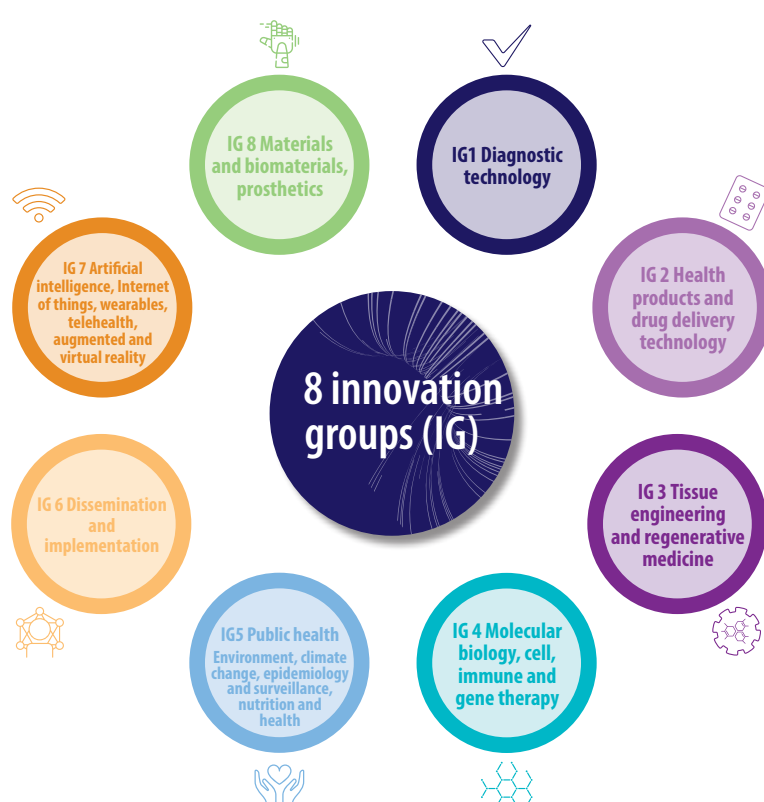 8 innovation
groups (IG)
IG1 Diagnostic
technology
IG 2 Health
products and
drug delivery
technology
IG 3 Tissue
engineering
and regenerative
medicine
IG 4 Molecular
biology, cell,
immune and
gene therapy
IG5 Public health
Environment, climate
change, epidemiology
and surveillance,
nutrition and
health
IG 6 Dissemination
and
implementation
IG 7 Artificial
intelligence, Internet
of things, wearables,
telehealth,
augmented and
virtual reality
IG 8 Materials
and biomaterials,
prosthetics